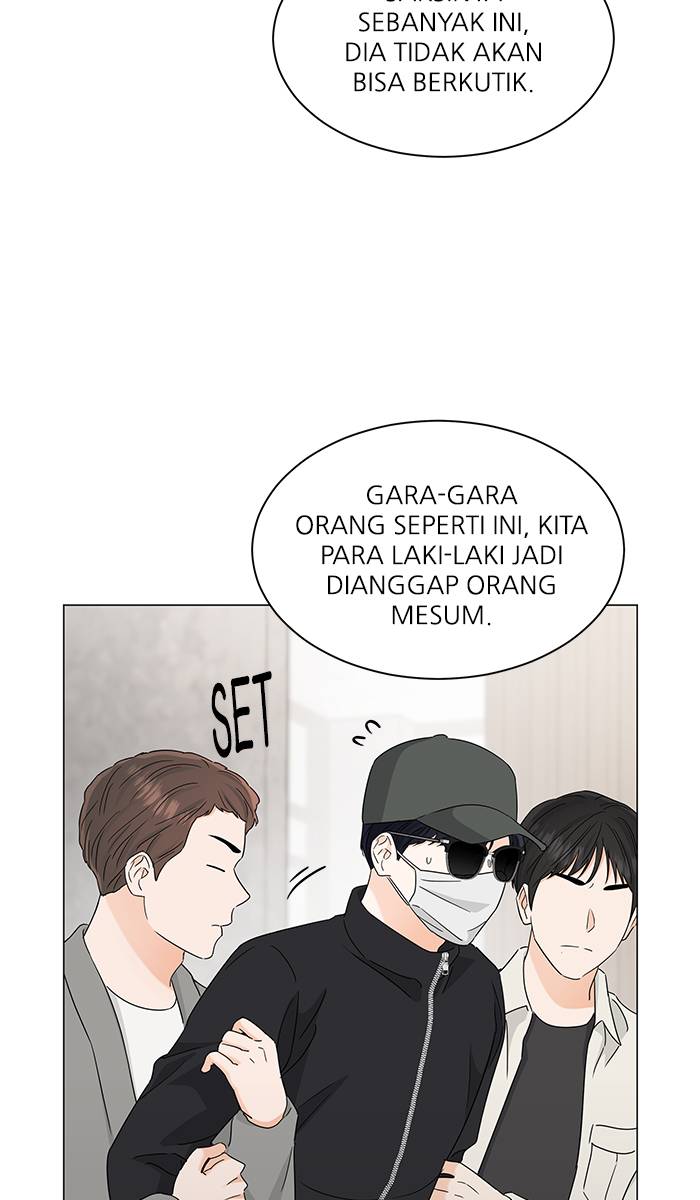 SEBANYAK INI,
DIA TIDAK AKAN
BISA BERKUTIK.
GARA-GARA
ORANG SEPERTI INI, KITA
PARA LAKI-LAKI JADI
DIANGGAP ORANG
MESUM.
SET